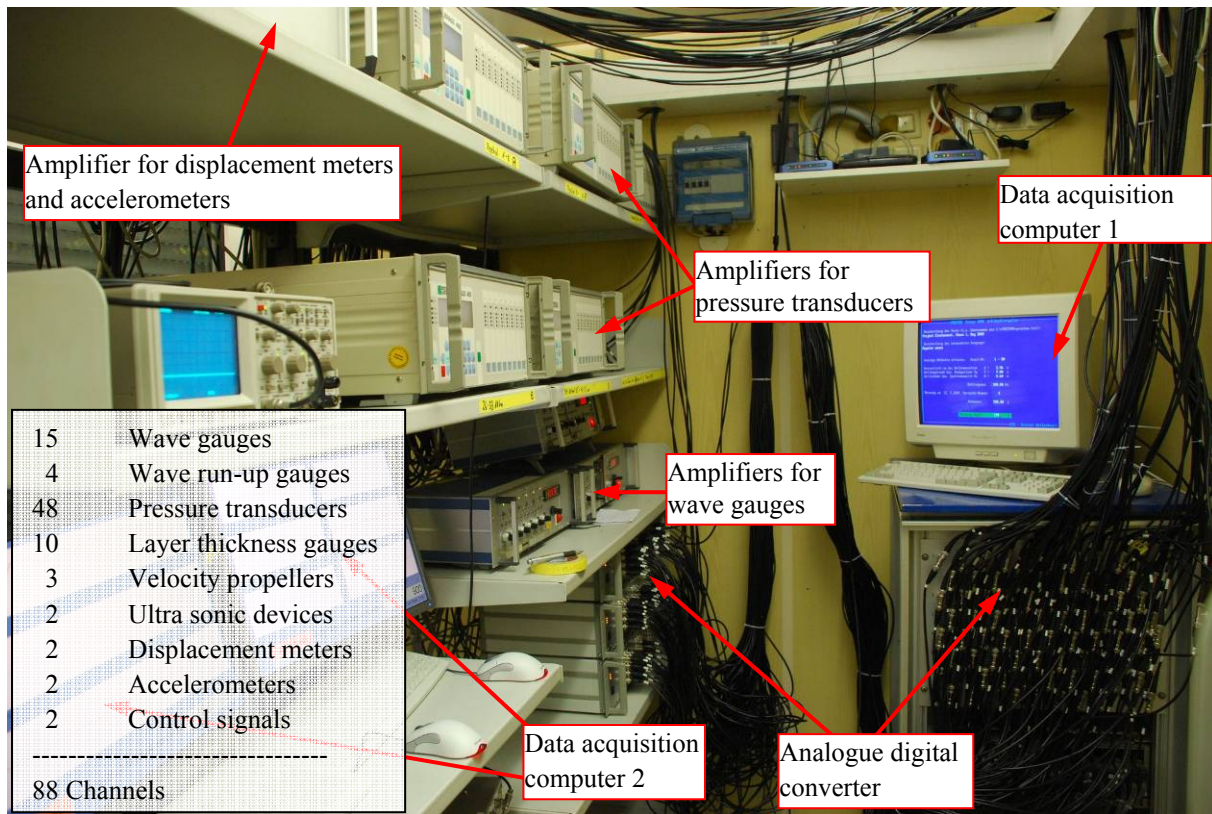 Amplifier for displacement meters
and accelerometers
Data acquisition
computer 1
Amplifiers for
pressure transducers
Amplifiers for
wave gauges
15 Wave gauges
4 Wave run-up gauges
48 Pressure transducers
10 Layer thickness gauges
3 Velocity propellers
2 Ultra sonic devices
2 Displacement meters
2 Accelerometers
2 Control signals
-----------------------------
88 Channels
Data acquisition
computer 2
Analogue digital
converter